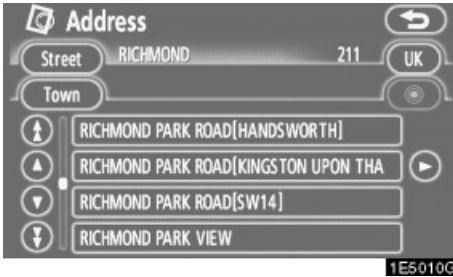 Address
Street RICHMOND 211 UK
Town
RICHMOND PARK ROAD[HANDSWORTH]
RICHMOND PARK ROAD[KINGSTON UPON THA
RICHMOND PARK ROAD[SW14]
RICHMOND PARK VIEW
1E5010G